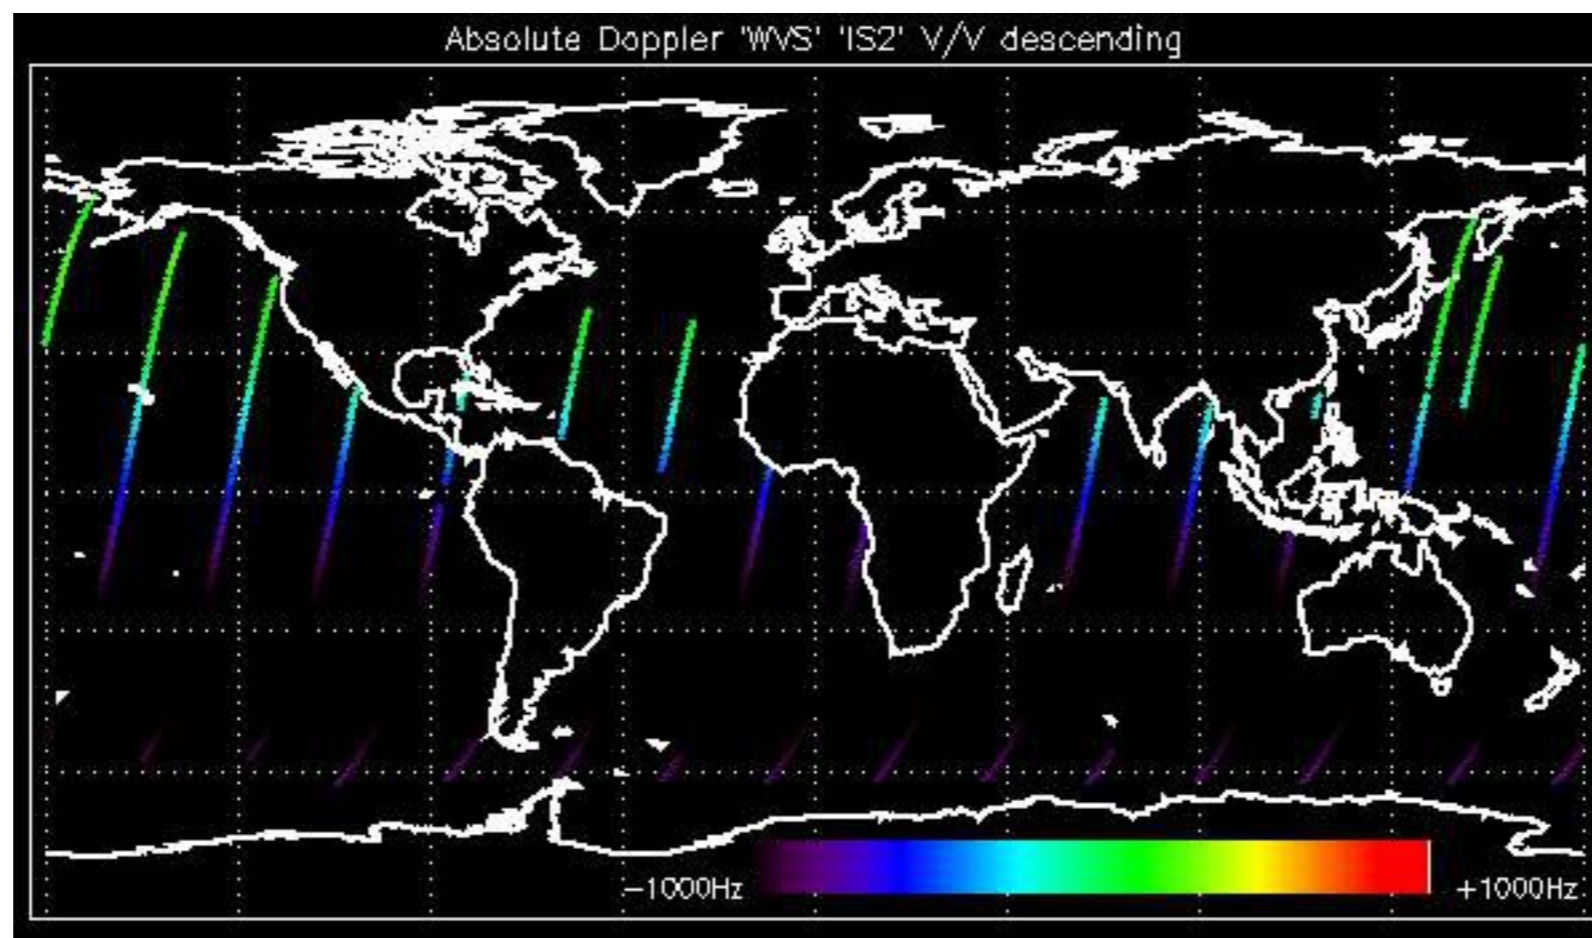 Absolute Doppler 'WVS' 'IS2' V/V descending
−1000Hz
+1000Hz